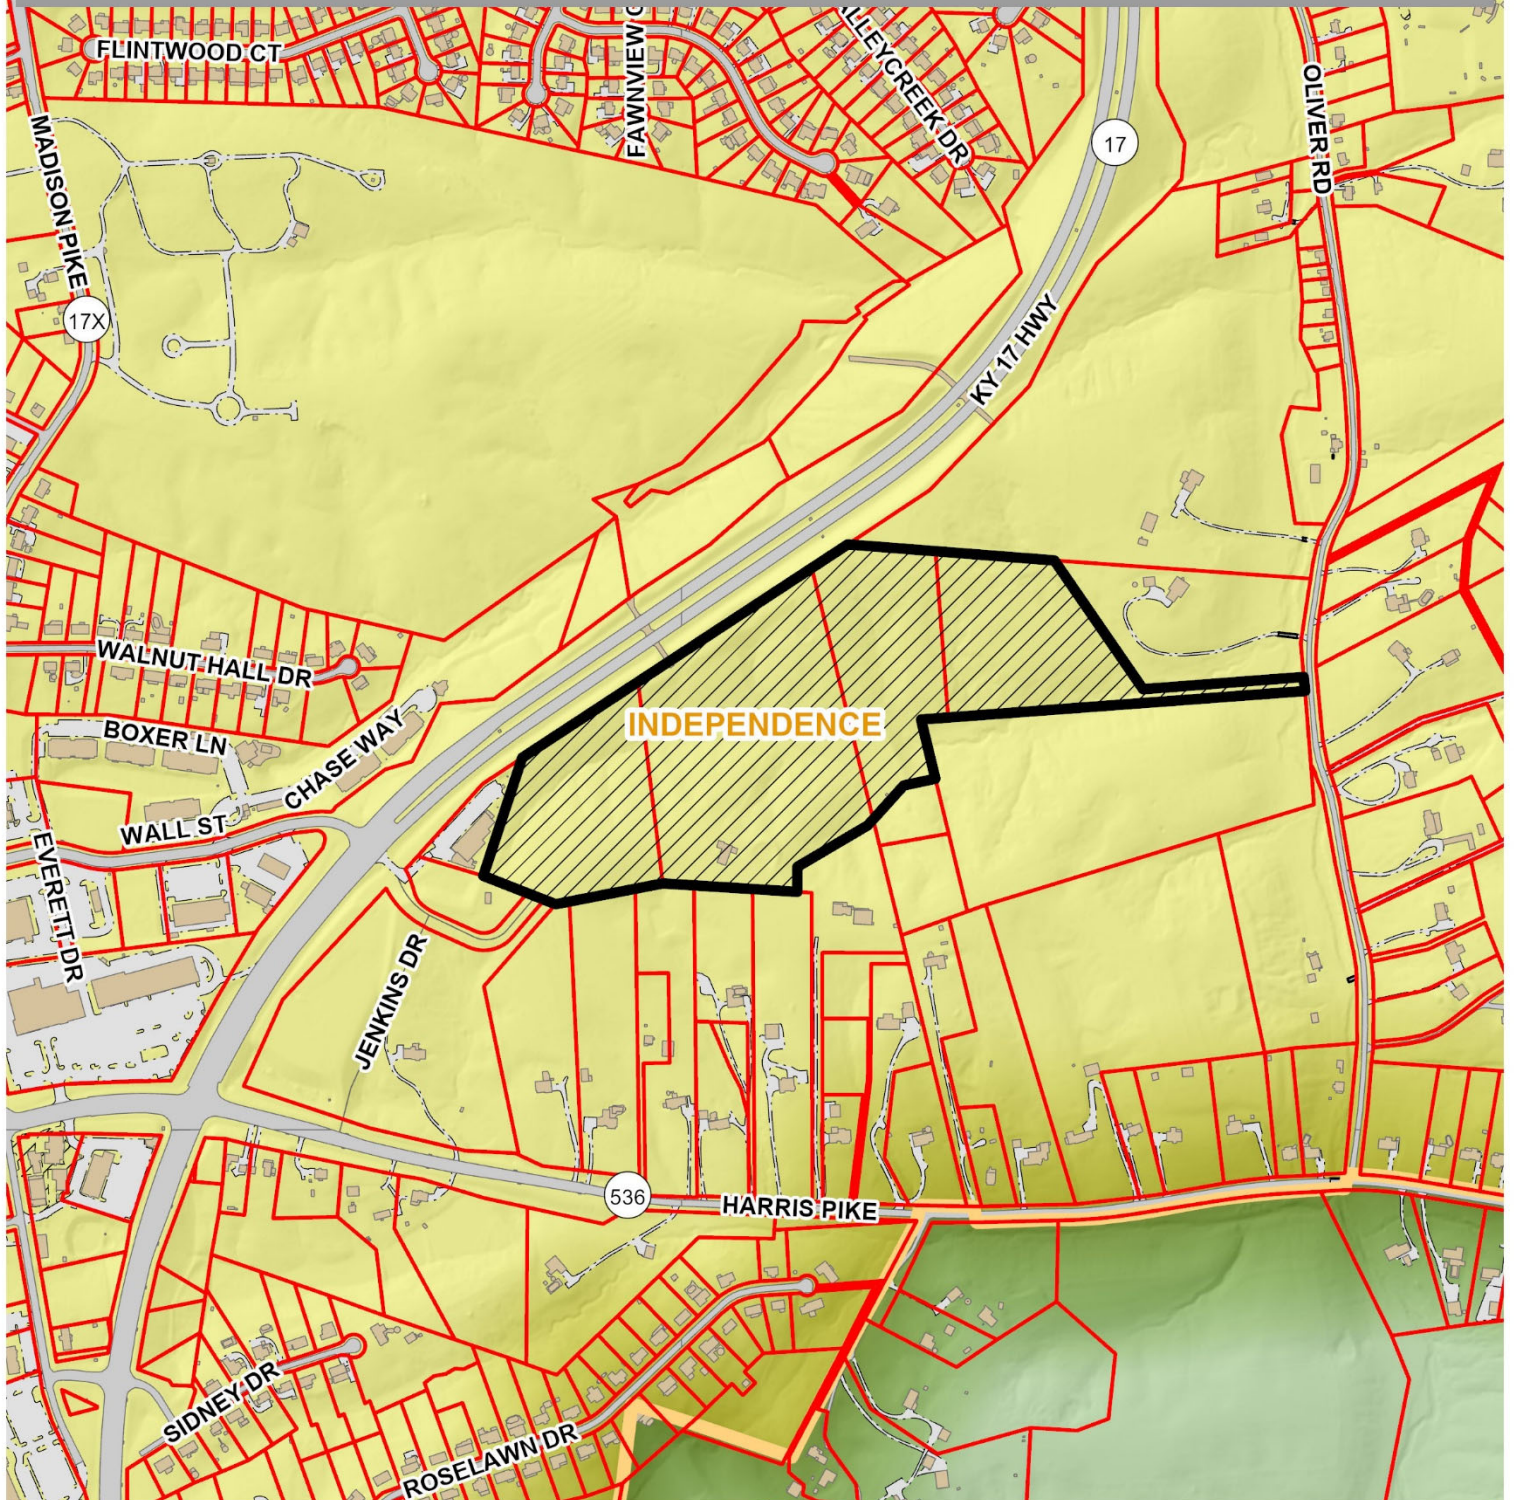 FLINTWOOD CT
FAWNVIEW C
ALLEYCREEK DR
17
OLIVER RD
MADISON PIKE
17X
KY 17 HWY
WALNUT HALL DR
INDEPENDENCE
BOXER LN
CHASE WAY
WALL ST
EVERETT DR
JENKINS DR
536
HARRIS PIKE
SIDNEY DR
ROSELAWN DR